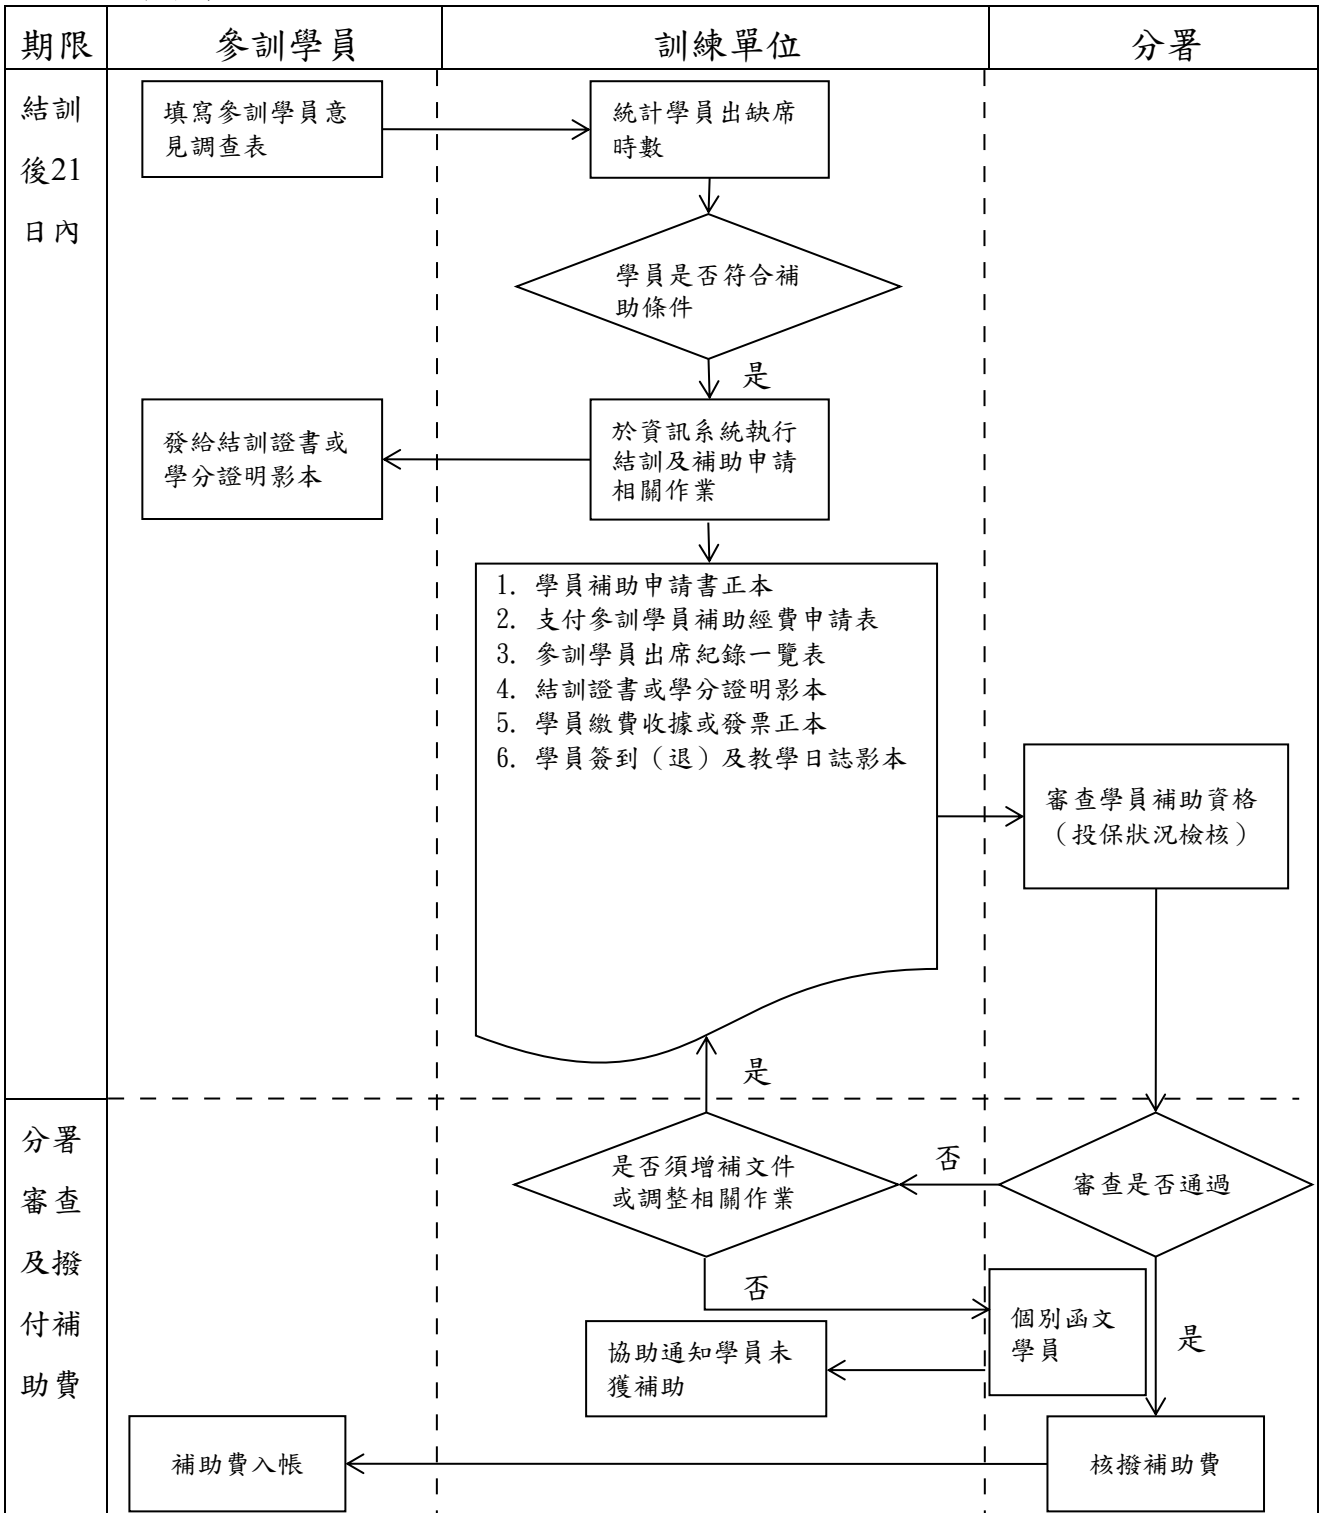 期限
參訓學員
訓練單位
分署
結訓
後21
日內
填寫參訓學員意
見調查表
統計學員出缺席
時數
學員是否符合補
助條件
是
發給結訓證書或
學分證明影本
於資訊系統執行
結訓及補助申請
相關作業
1. 學員補助申請書正本
2. 支付參訓學員補助經費申請表
3. 參訓學員出席紀錄一覽表
4. 結訓證書或學分證明影本
5. 學員繳費收據或發票正本
6. 學員簽到（退）及教學日誌影本
審查學員補助資格
（投保狀況檢核）
是
分署
審查
及撥
付補
助費
是否須增補文件
或調整相關作業
否
審查是否通過
否
個別函文
學員
是
協助通知學員未
獲補助
補助費入帳
核撥補助費